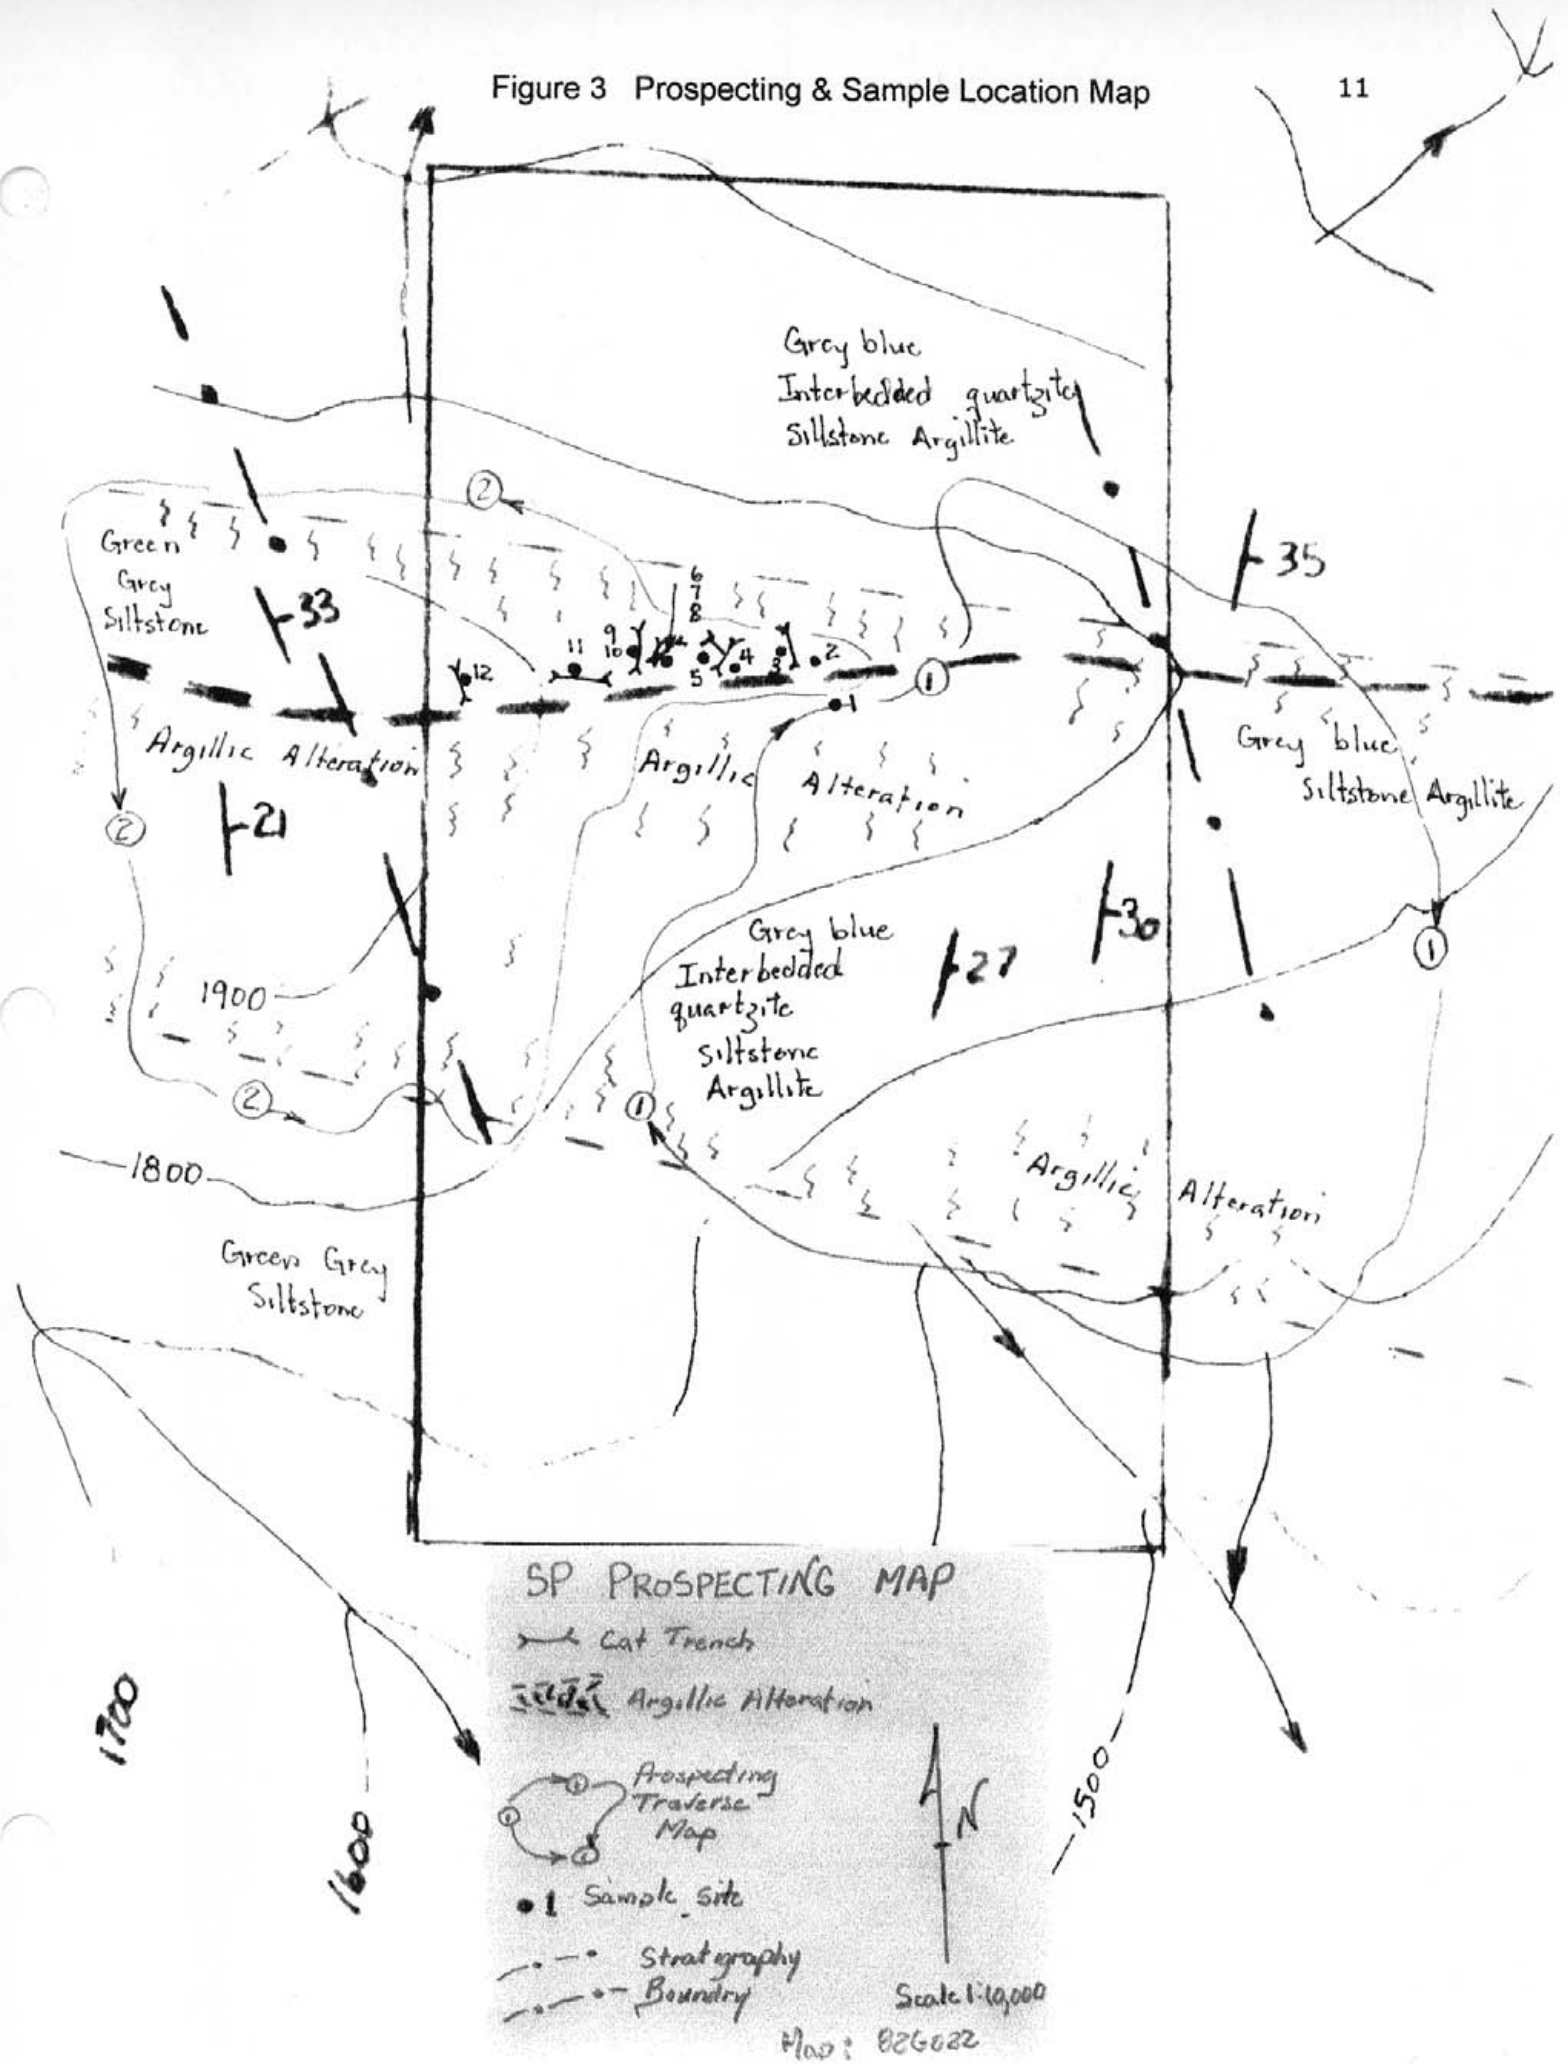 Figure 3 Prospecting & Sample Location Map
11
Grey blue
Interbedded quartzite
Sillstone Argillite
2
35
Green
Grey
Siltstone
33
6
7
8
9
10
11
12
5
4
3
2
1
1
Argillic Alteration
Argillic Alteration
Grey blue
Siltstone Argillite
2
21
Grey blue
Interbedded
quartzite
Siltstone
Argillite
30
27
1
1900
2
1
1800
Argillic Alteration
Green Grey
Siltstone
SP PROSPECTING MAP
Cat Trench
Argillic Alteration
Prospecting
Traverse
Map
1 Sample site
Stratigraphy
Boundry
N
Scale 1:10,000
Map: 82G022
1700
1600
1500